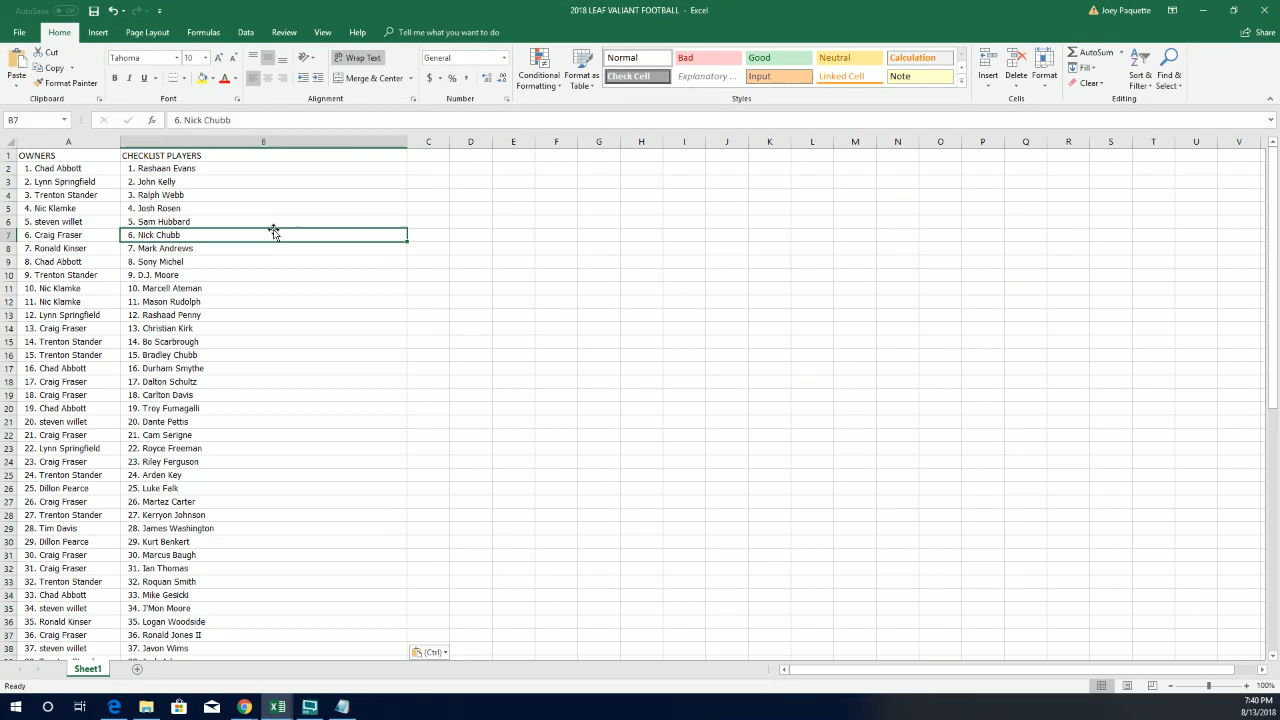 AutoSave Off
2018 LEAF VALIANT FOOTBALL - Excel
Joey Paquette
File Home Insert Page Layout Formulas Data Review View Help Tell me what you want to do Share
Paste Cut Copy Format Painter Clipboard
Tahoma 10 Font
Wrap Text Merge & Center Alignment
General Number
Conditional Formatting Format as Table
Normal Bad Good Neutral Calculation
Check Cell Explanatory ... Input Linked Cell Note
Styles
Insert Delete Format Cells
AutoSum Fill Clear Sort & Filter Find & Select Editing
B7 6. Nick Chubb
A B C D E F G H I J K L M N O P Q R S T U V
1 OWNERS CHECKLIST PLAYERS
2 1. Chad Abbott 1. Rashaan Evans
3 2. Lynn Springfield 2. John Kelly
4 3. Trenton Stander 3. Ralph Webb
5 4. Nic Klamke 4. Josh Rosen
6 5. steven willet 5. Sam Hubbard
7 6. Craig Fraser 6. Nick Chubb
8 7. Ronald Kinser 7. Mark Andrews
9 8. Chad Abbott 8. Sony Michel
10 9. Trenton Stander 9. D.J. Moore
11 10. Nic Klamke 10. Marcell Ateman
12 11. Nic Klamke 11. Mason Rudolph
13 12. Lynn Springfield 12. Rashaad Penny
14 13. Craig Fraser 13. Christian Kirk
15 14. Trenton Stander 14. Bo Scarbrough
16 15. Trenton Stander 15. Bradley Chubb
17 16. Chad Abbott 16. Durham Smythe
18 17. Craig Fraser 17. Dalton Schultz
19 18. Craig Fraser 18. Carlton Davis
20 19. Chad Abbott 19. Troy Fumagalli
21 20. steven willet 20. Dante Pettis
22 21. Craig Fraser 21. Cam Serigne
23 22. Lynn Springfield 22. Royce Freeman
24 23. Craig Fraser 23. Riley Ferguson
25 24. Trenton Stander 24. Arden Key
26 25. Dillon Pearce 25. Luke Falk
27 26. Craig Fraser 26. Martez Carter
28 27. Trenton Stander 27. Kerryon Johnson
29 28. Tim Davis 28. James Washington
30 29. Dillon Pearce 29. Kurt Benkert
31 30. Craig Fraser 30. Marcus Baugh
32 31. Craig Fraser 31. Ian Thomas
33 32. Trenton Stander 32. Roquan Smith
34 33. Chad Abbott 33. Mike Gesicki
35 34. steven willet 34. J'Mon Moore
36 35. Ronald Kinser 35. Logan Woodside
37 36. Craig Fraser 36. Ronald Jones II
38 37. steven willet 37. Javon Wims
(Ctrl)
Sheet1
Ready 100%
7:40 PM
8/13/2018